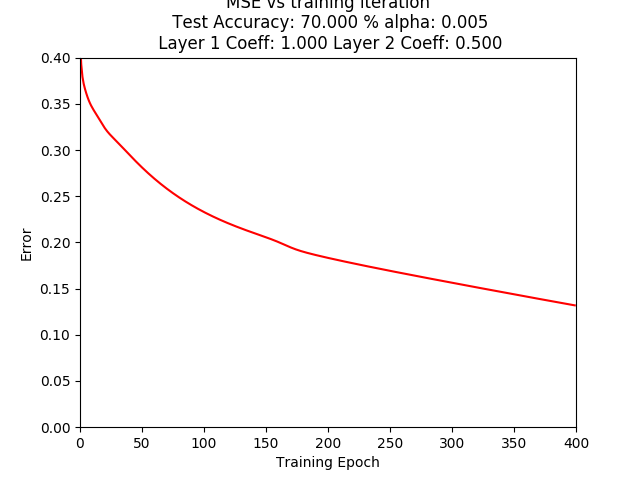 MSE vs training iteration
Test Accuracy: 70.000 % alpha: 0.005
Layer 1 Coeff: 1.000 Layer 2 Coeff: 0.500
0.40
0.35
0.30
0.25
0.20
0.15
0.10
0.05
0.00
Error
0 50 100 150 200 250 300 350 400
Training Epoch